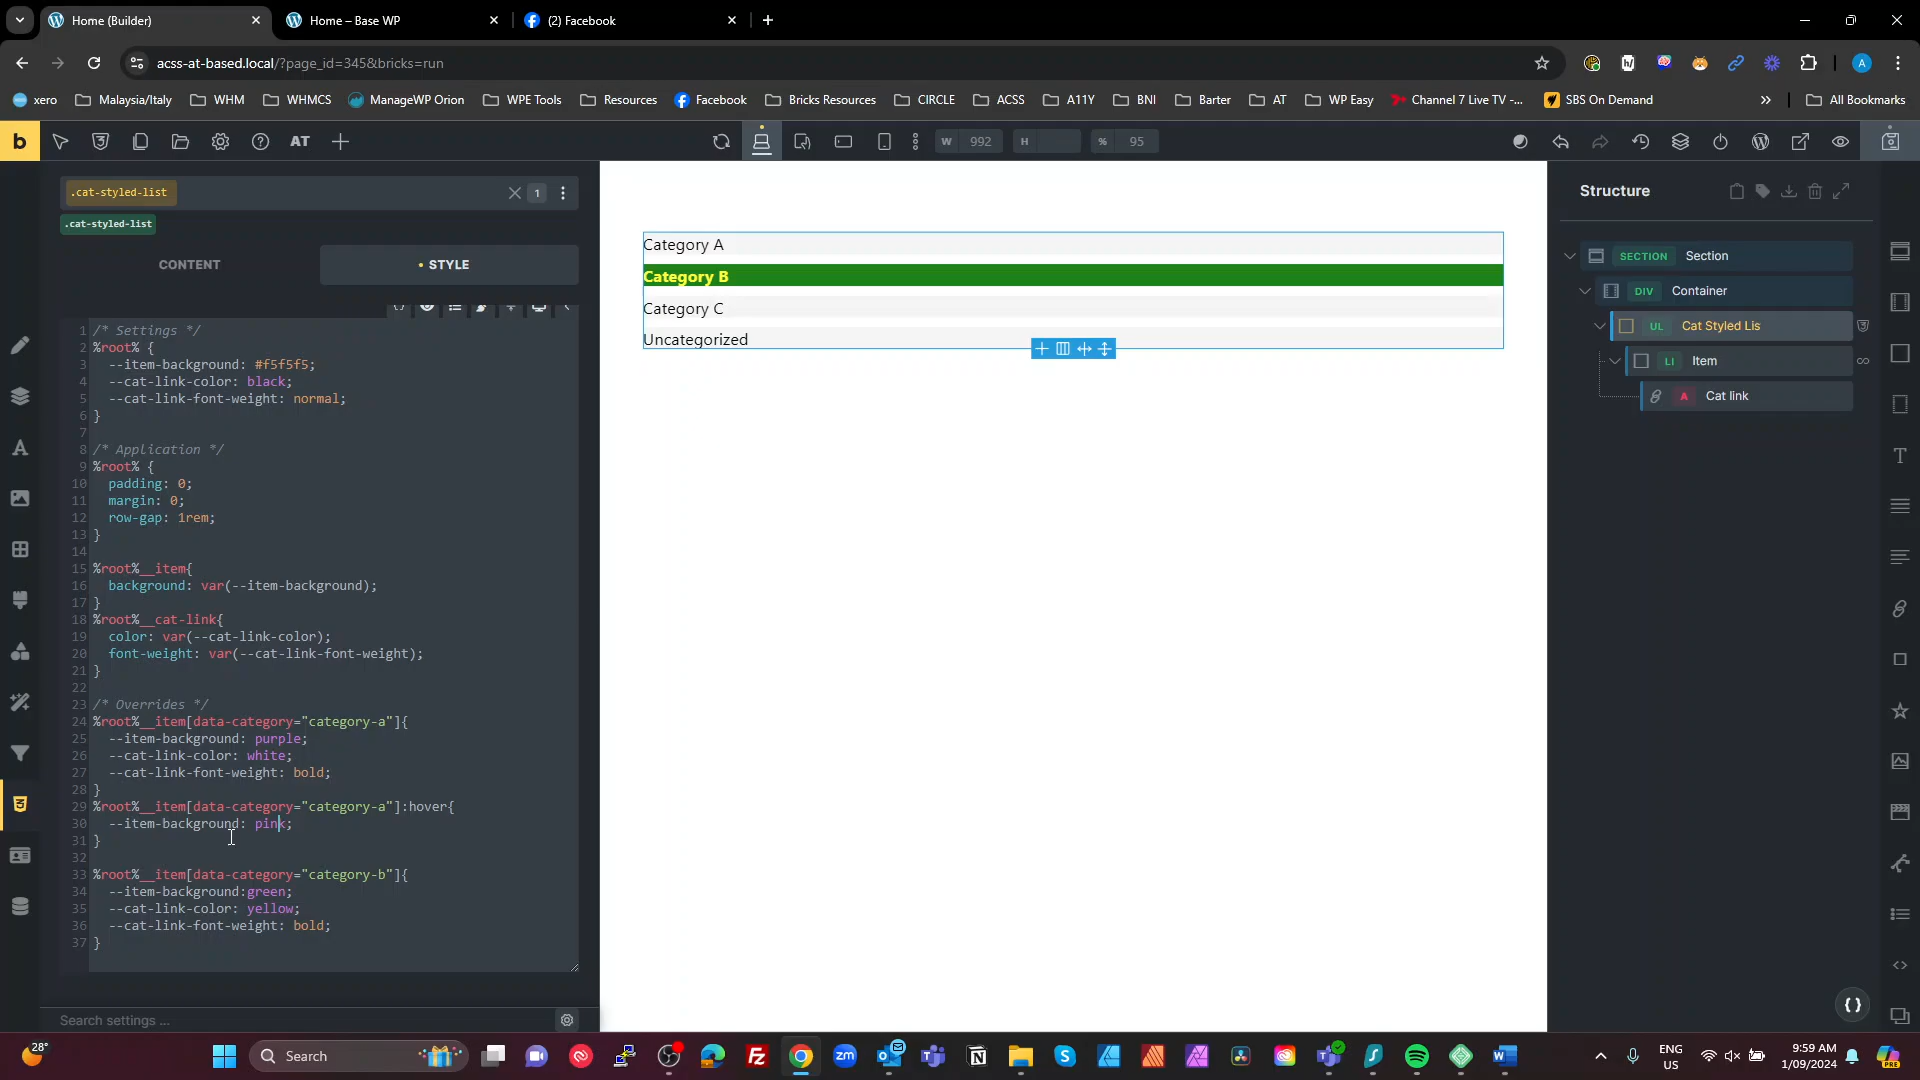 Home (Builder)
Home – Base WP
(2) Facebook
acss-at-based.local/?page_id=345&bricks=run
A
xero
Malaysia/Italy
WHM
WHMCS
ManageWP Orion
WPE Tools
Resources
Facebook
Bricks Resources
CIRCLE
ACSS
A11Y
BNI
Barter
AT
WP Easy
Channel 7 Live TV -...
SBS On Demand
»
All Bookmarks
b
AT
W 992
H
% 95
.cat-styled-list
1
.cat-styled-list
CONTENT
STYLE
1 /* Settings */
2 %root% {
3 --item-background: #f5f5f5;
4 --cat-link-color: black;
5 --cat-link-font-weight: normal;
6 }
7
8 /* Application */
9 %root% {
10 padding: 0;
11 margin: 0;
12 row-gap: 1rem;
13 }
14
15 %root%__item{
16 background: var(--item-background);
17 }
18 %root%__cat-link{
19 color: var(--cat-link-color);
20 font-weight: var(--cat-link-font-weight);
21 }
22
23 /* Overrides */
24 %root%__item[data-category="category-a"]{
25 --item-background: purple;
26 --cat-link-color: white;
27 --cat-link-font-weight: bold;
28 }
29 %root%__item[data-category="category-a"]:hover{
30 --item-background: pink;
31 }
32
33 %root%__item[data-category="category-b"]{
34 --item-background:green;
35 --cat-link-color: yellow;
36 --cat-link-font-weight: bold;
37 }
Search settings ...
Category A
Category B
Category C
Uncategorized
Structure
SECTION Section
DIV Container
UL Cat Styled Lis
LI Item
A Cat link
28°
Search
zm
ENG
US
9:59 AM
1/09/2024
PRE